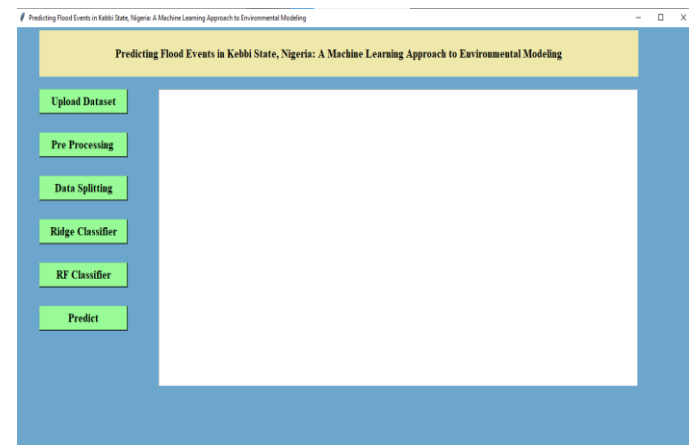 Predicting Flood Events in Kebbi State, Nigeria: A Machine Learning Approach to Environmental Modeling
Predicting Flood Events in Kebbi State, Nigeria: A Machine Learning Approach to Environmental Modeling
Upload Dataset
Pre Processing
Data Splitting
Ridge Classifier
RF Classifier
Predict